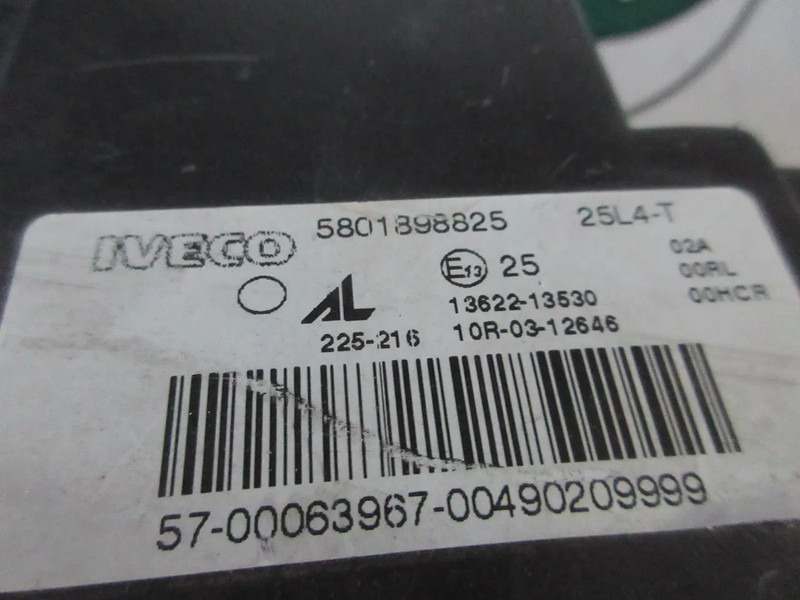 IVECO 5801898825 25L4-T
AL E13 25 02A
13622-13530 00RL
225-216 10R-03-12646 00HCR
57-00063967-00490209999